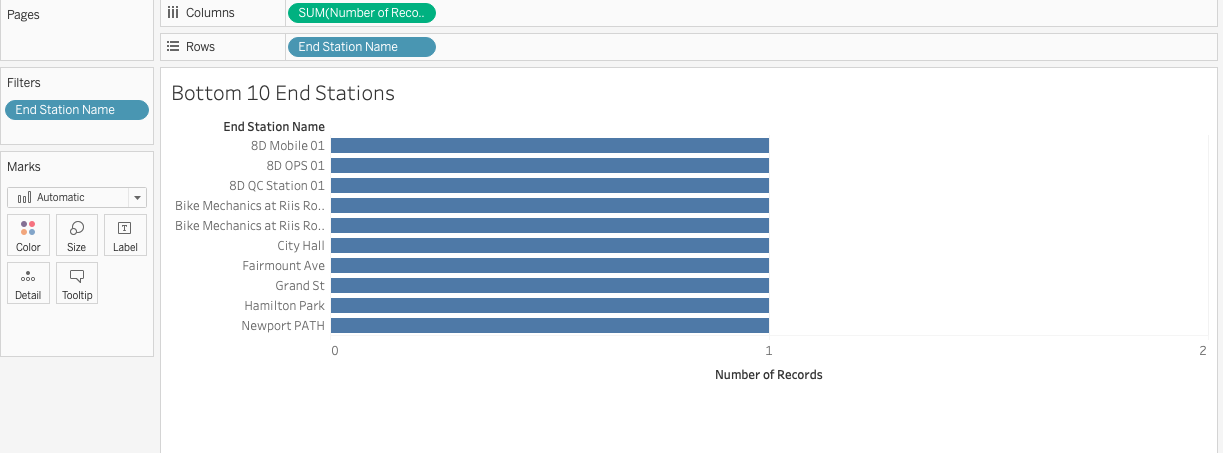 Pages
Columns
SUM(Number of Reco..
Rows
End Station Name
Filters
End Station Name
Marks
Automatic
Color
Size
Label
Detail
Tooltip
Bottom 10 End Stations
End Station Name
8D Mobile 01
8D OPS 01
8D QC Station 01
Bike Mechanics at Riis Ro..
Bike Mechanics at Riis Ro..
City Hall
Fairmount Ave
Grand St
Hamilton Park
Newport PATH
0 1 2
Number of Records